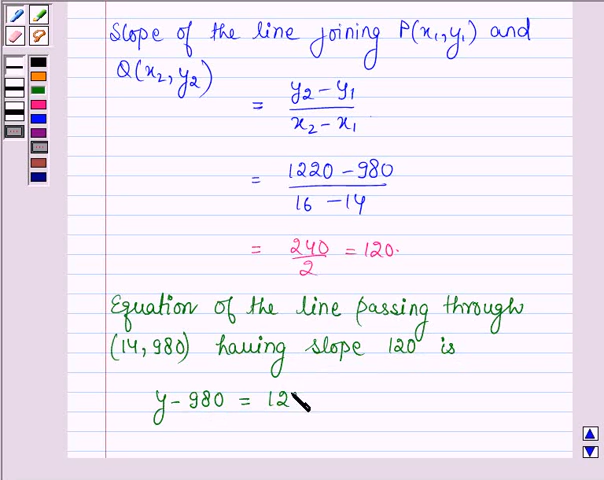 Slope of the line joining P(x₁,y₁) and
Q(x₂,y₂)
= y₂-y₁ / x₂-x₁
= 1220-980 / 16-14
= 240/2 = 120.
Equation of the line passing through
(14,980) having slope 120 is
y-980 = 12